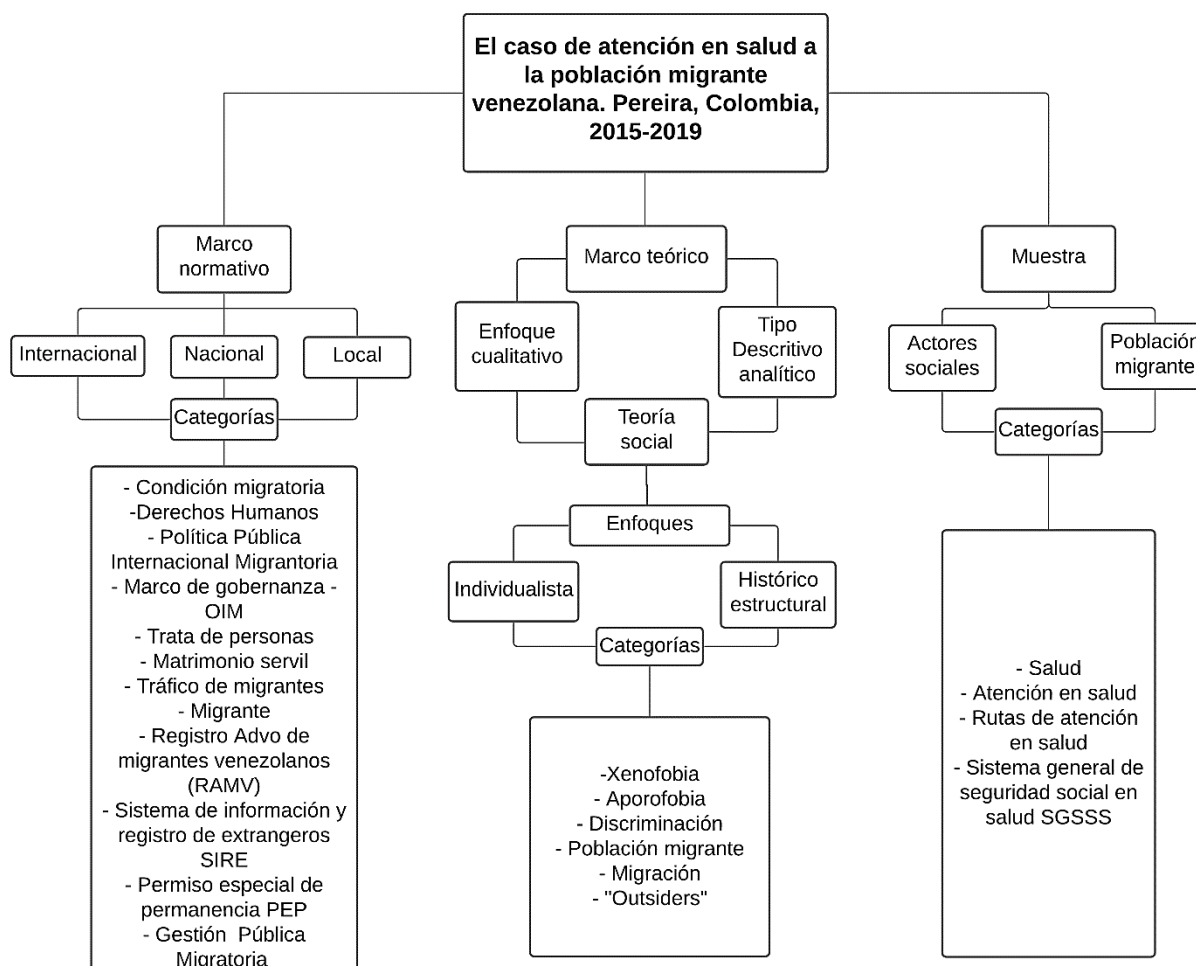 El caso de atención en salud a
la población migrante
venezolana. Pereira, Colombia,
2015-2019
Marco
normativo
Internacional
Nacional
Local
Categorías
- Condición migratoria
-Derechos Humanos
- Política Pública
Internacional Migrantoria
- Marco de gobernanza -
OIM
- Trata de personas
- Matrimonio servil
- Tráfico de migrantes
- Migrante
- Registro Advo de
migrantes venezolanos
(RAMV)
- Sistema de información y
registro de extrangeros
SIRE
- Permiso especial de
permanencia PEP
- Gestión Pública
Migratoria
Marco teórico
Enfoque
cualitativo
Tipo
Descritivo
analítico
Teoría
social
Enfoques
Individualista
Histórico
estructural
Categorías
-Xenofobia
- Aporofobia
- Discriminación
- Población migrante
- Migración
- "Outsiders"
Muestra
Actores
sociales
Población
migrante
Categorías
- Salud
- Atención en salud
- Rutas de atención
en salud
- Sistema general de
seguridad social en
salud SGSSS